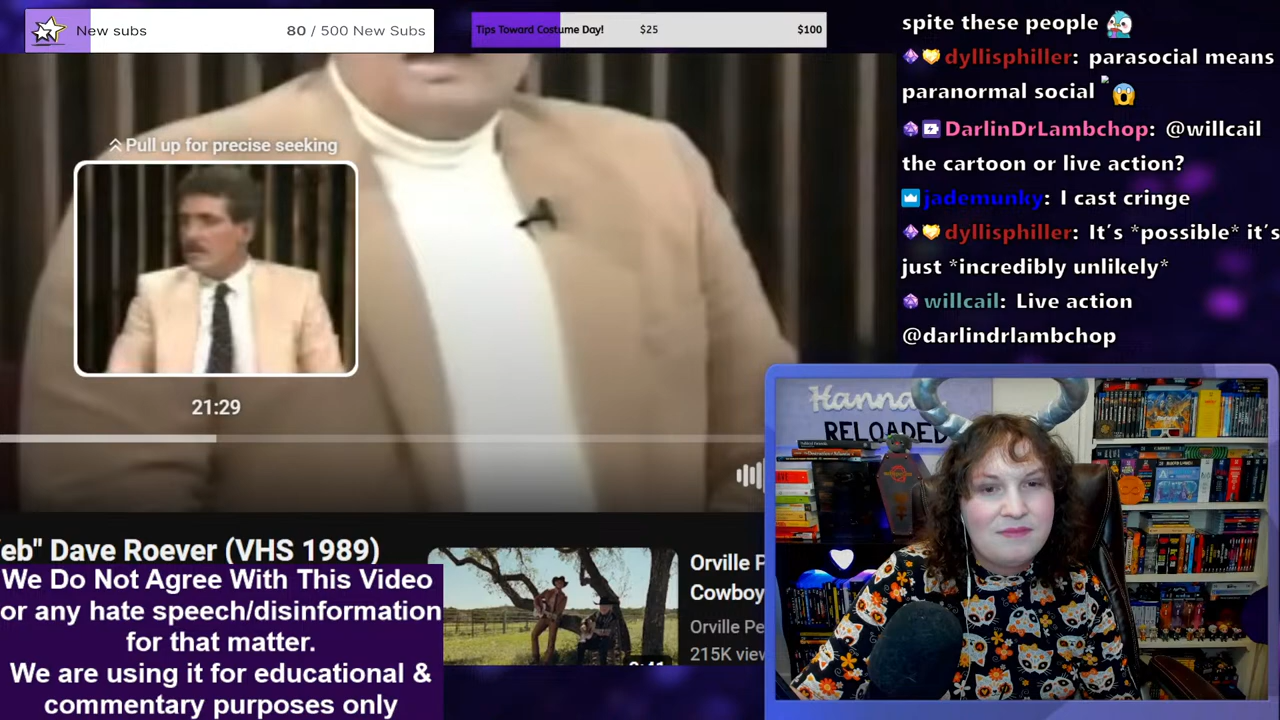 New subs
80 / 500 New Subs
Tips Toward Costume Day!
$25
$100
Pull up for precise seeking
21:29
eb" Dave Roever (VHS 1989)
We Do Not Agree With This Video
or any hate speech/disinformation
for that matter.
We are using it for educational &
commentary purposes only
Orville P
Cowboy
Orville Pe
215K view
spite these people
dyllisphiller: parasocial means
paranormal social
DarlinDrLambchop: @willcail
the cartoon or live action?
jademunky: I cast cringe
dyllisphiller: It's *possible* it's
just *incredibly unlikely*
willcail: Live action
@darlindrlambchop
Hanna
RELOADED